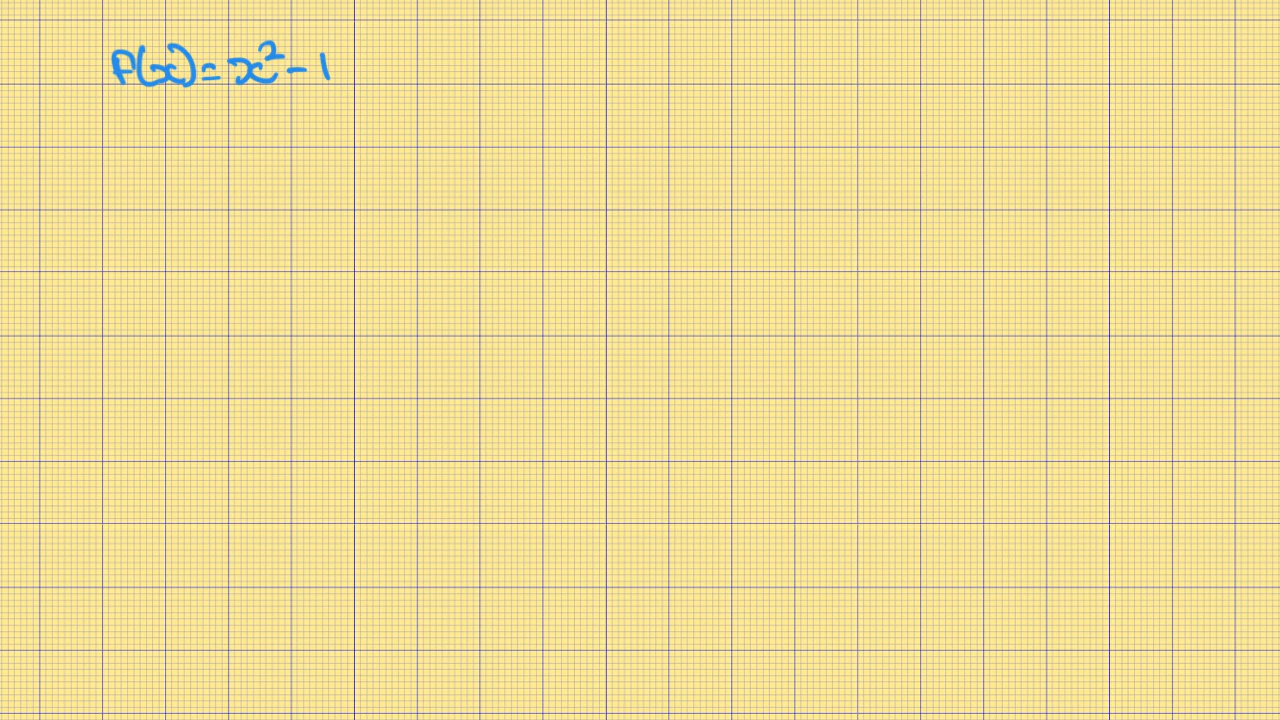 f(x) = x² - 1